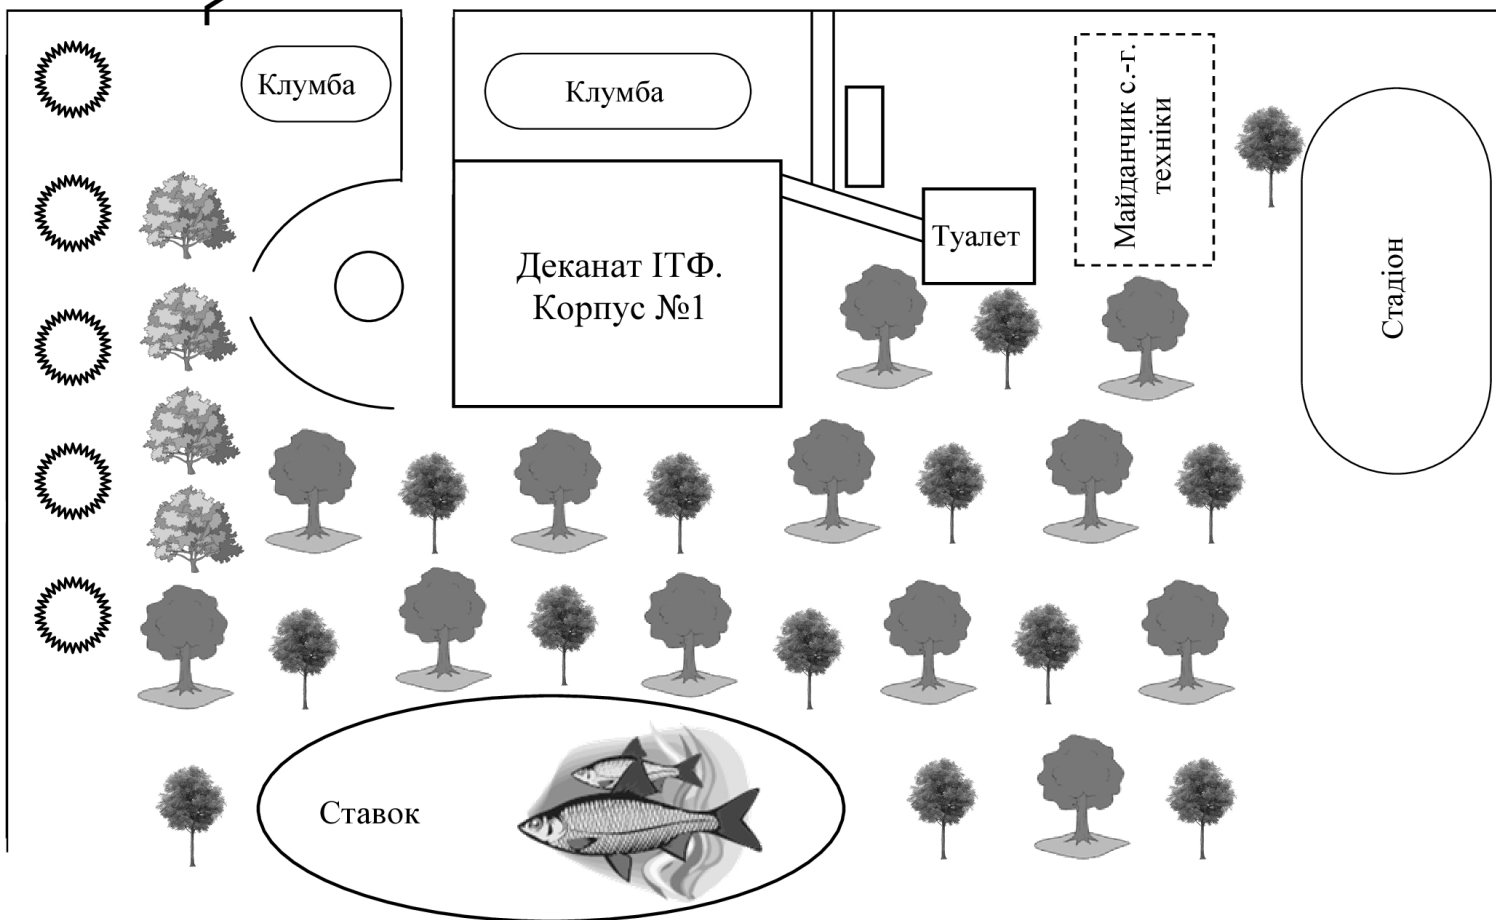 Клумба
Клумба
Майданчик с.-г.
техніки
Туалет
Деканат ІТФ.
Корпус №1
Стадіон
Ставок